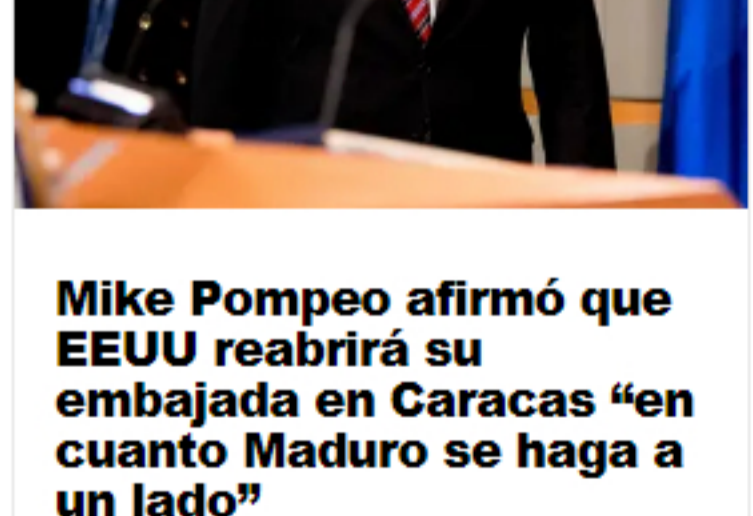 Mike Pompeo afirmó que
EEUU reabrirá su
embajada en Caracas “en
cuanto Maduro se haga a
un lado”